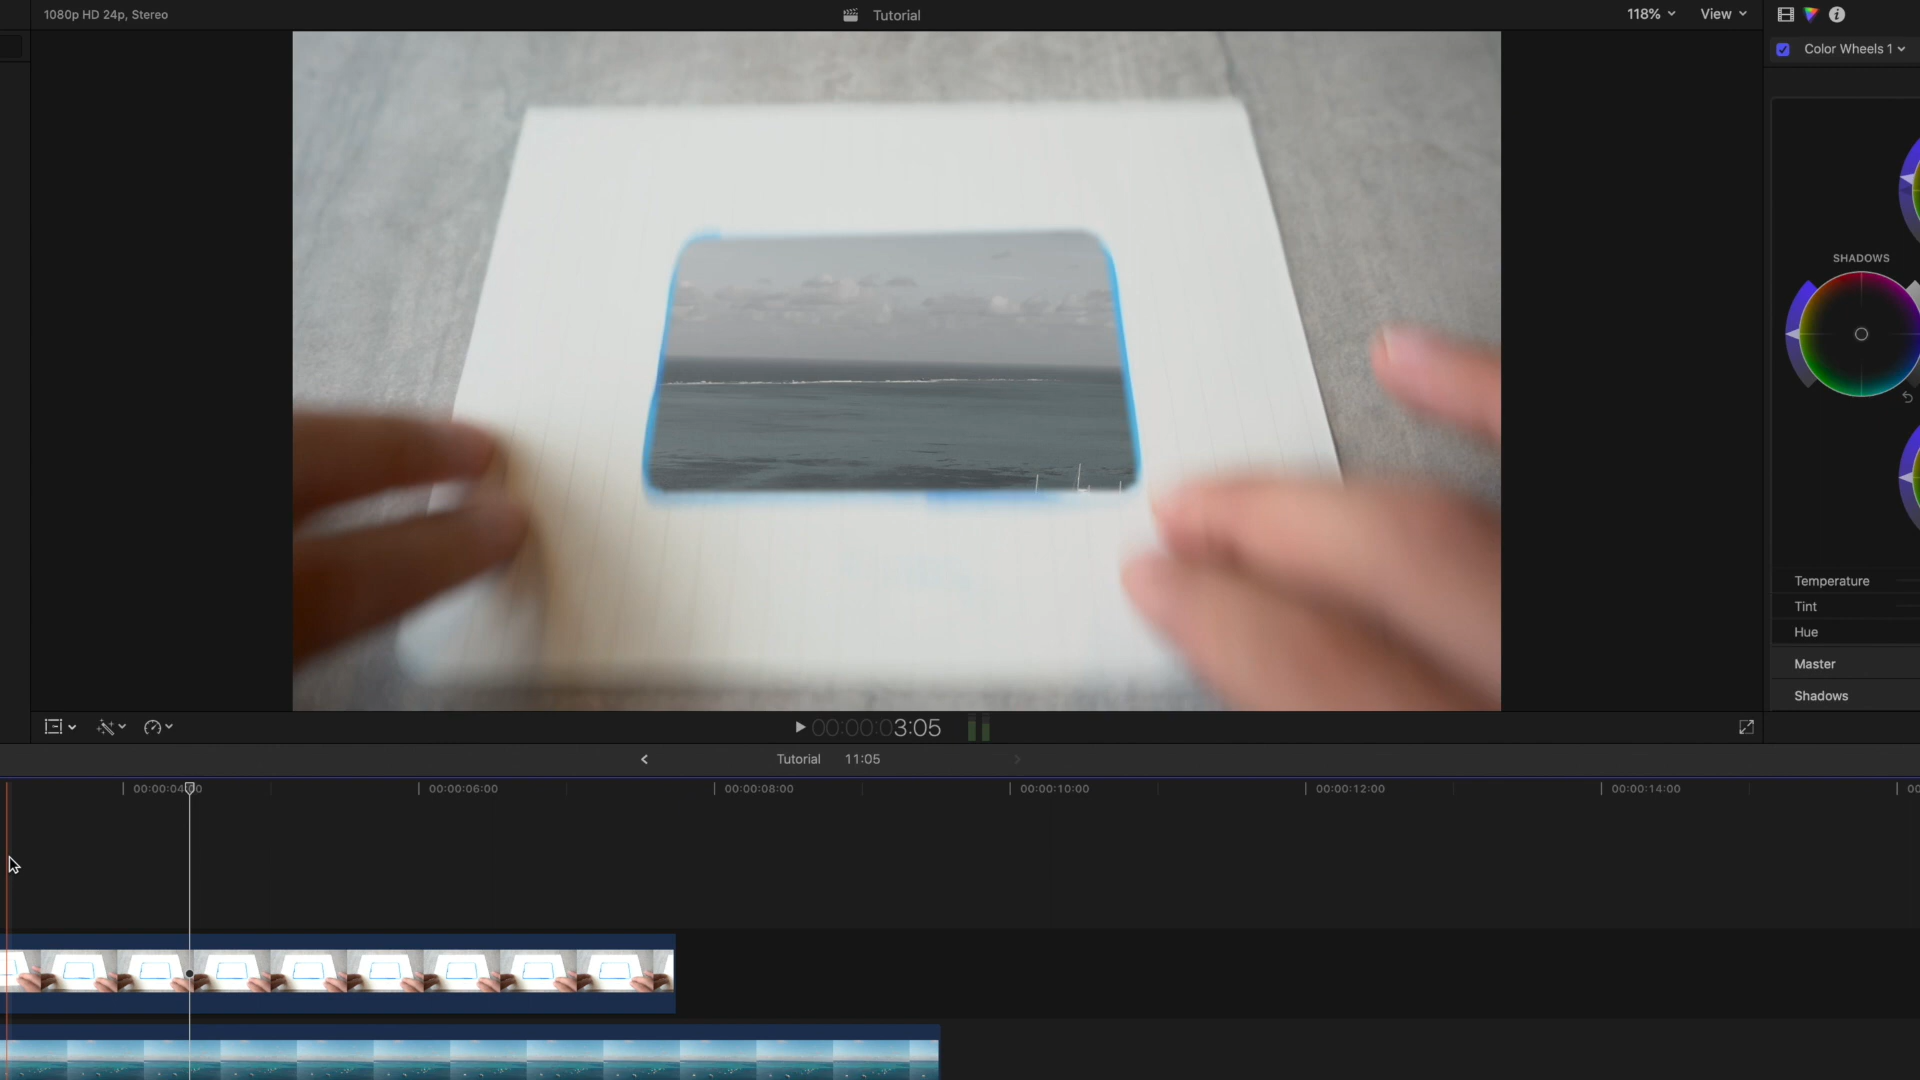 1080p HD 24p, Stereo
Tutorial
118%
View
Color Wheels 1
SHADOWS
Temperature
Tint
Hue
Master
Shadows
00:00:03:05
Tutorial 11:05
00:00:04:00
00:00:06:00
00:00:08:00
00:00:10:00
00:00:12:00
00:00:14:00
00